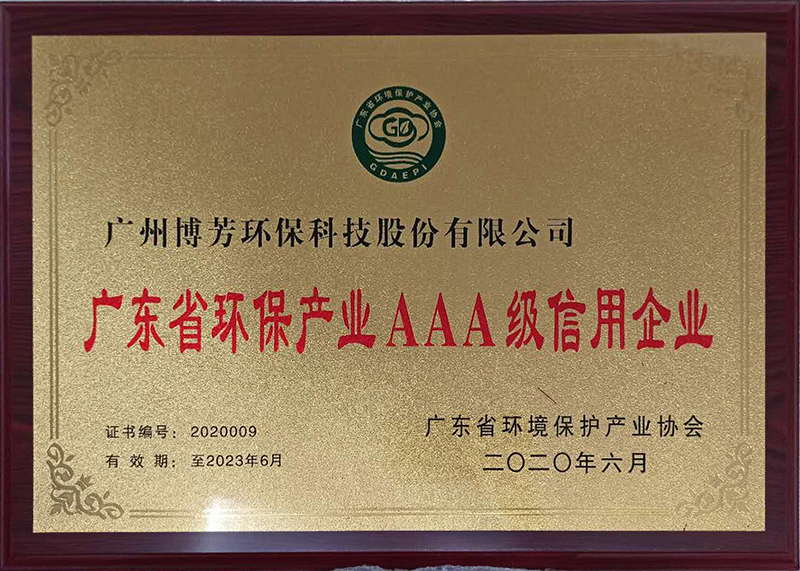 广东省环境保护产业协会
GDAEPI
广州博芳环保科技股份有限公司
广东省环保产业AAA级信用企业
证书编号：2020009
有 效 期：至2023年6月
广东省环境保护产业协会
二〇二〇年六月